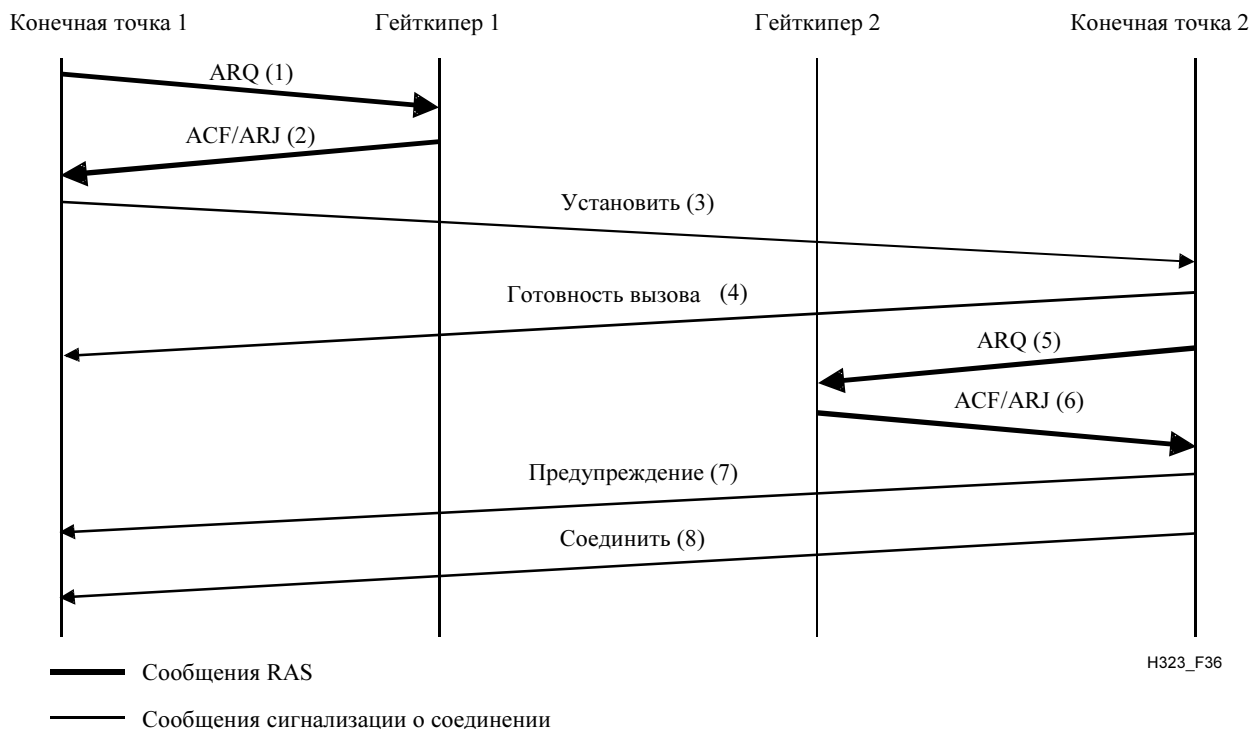 Конечная точка 1
Гейткипер 1
Гейткипер 2
Конечная точка 2
ARQ (1)
ACF/ARJ (2)
Установить (3)
Готовность вызова (4)
ARQ (5)
ACF/ARJ (6)
Предупреждение (7)
Соединить (8)
H323_F36
Сообщения RAS
Сообщения сигнализации о соединении